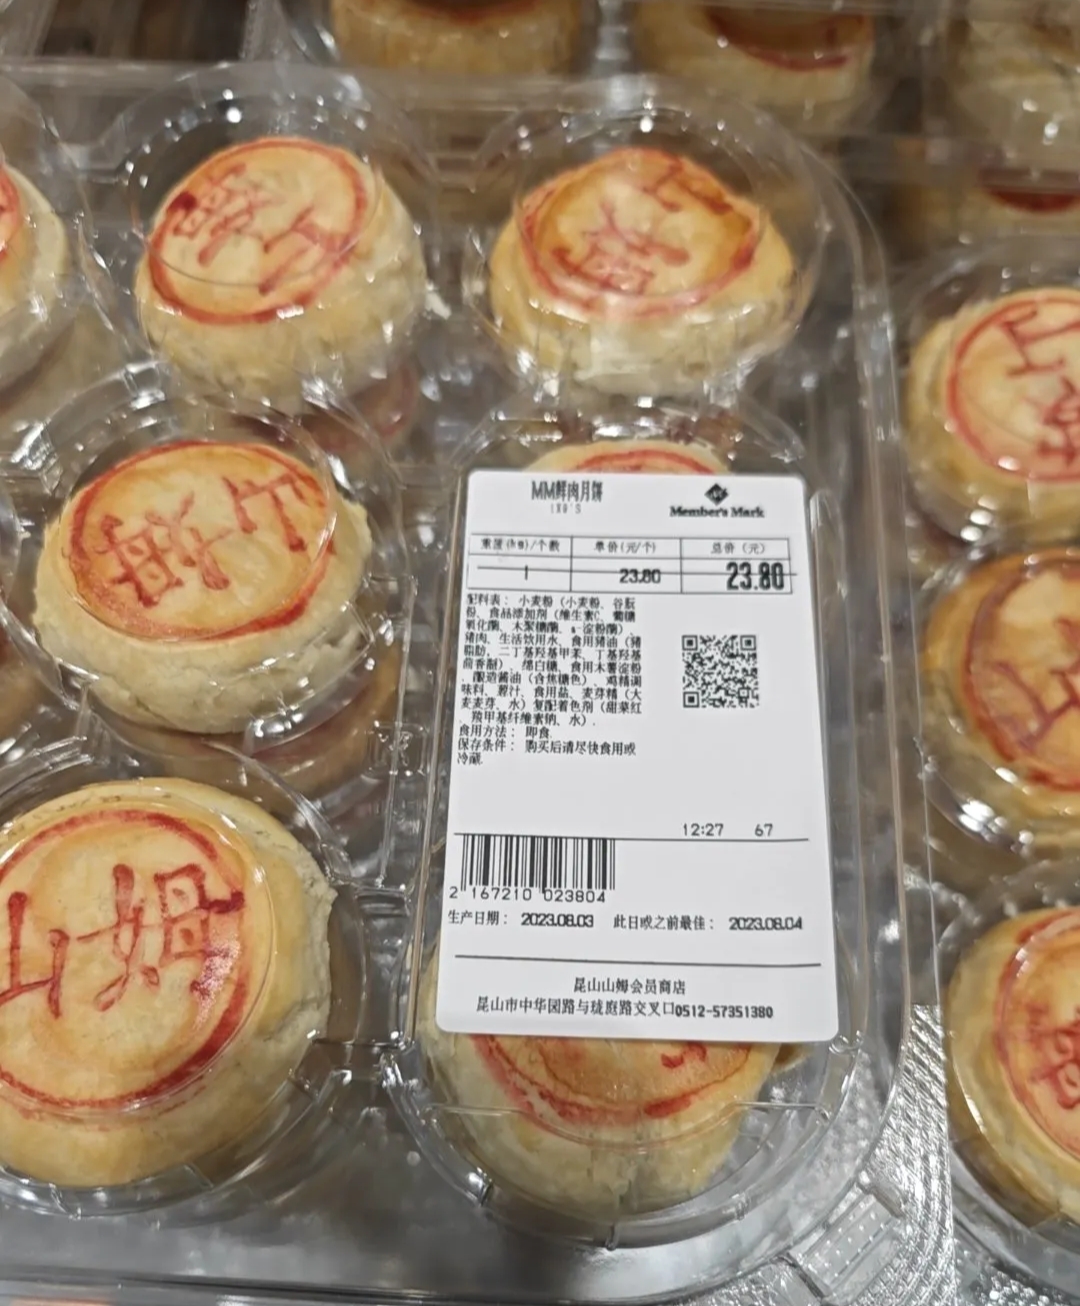 山姆
山姆
山姆
山姆
MM鲜肉月饼
Member's Mark
单价(元/个)
总价 (元)
1
23.80
23.80
配料表： 小麦粉（小麦粉、谷朊
粉、食品添加剂（维生素C、葡糖
氧化酶、木聚糖酶、α-淀粉酶）、
猪肉、生活饮用水、食用猪油（猪
脂肪、二丁基羟基甲苯、丁基羟基
茴香醚）、绵白糖、食用木薯淀粉
、酿造酱油（含焦糖色）、鸡精调
味料、姜汁、食用盐、麦芽精（大
麦麦芽、水）复配着色剂（甜菜红
、羧甲基纤维素钠、水）.
食用方法： 即食.
保存条件： 购买后请尽快食用或
冷藏.
12:27 67
2 167210 023804
生产日期： 2023.08.03 此日或之前最佳： 2023.08.04
昆山山姆会员商店
昆山市中华园路与珑庭路交叉口0512-57351380